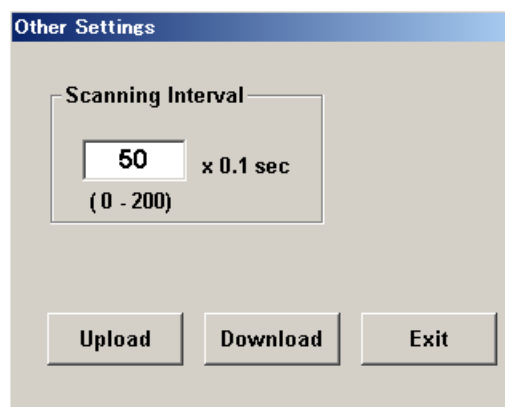 Other Settings
Scanning Interval
50 x 0.1 sec
( 0 - 200)
Upload Download Exit